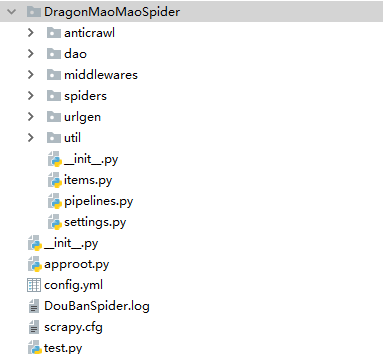 DragonMaoMaoSpider
anticrawl
dao
middlewares
spiders
urlgen
util
__init__.py
items.py
pipelines.py
settings.py
__init__.py
approot.py
config.yml
DouBanSpider.log
scrapy.cfg
test.py